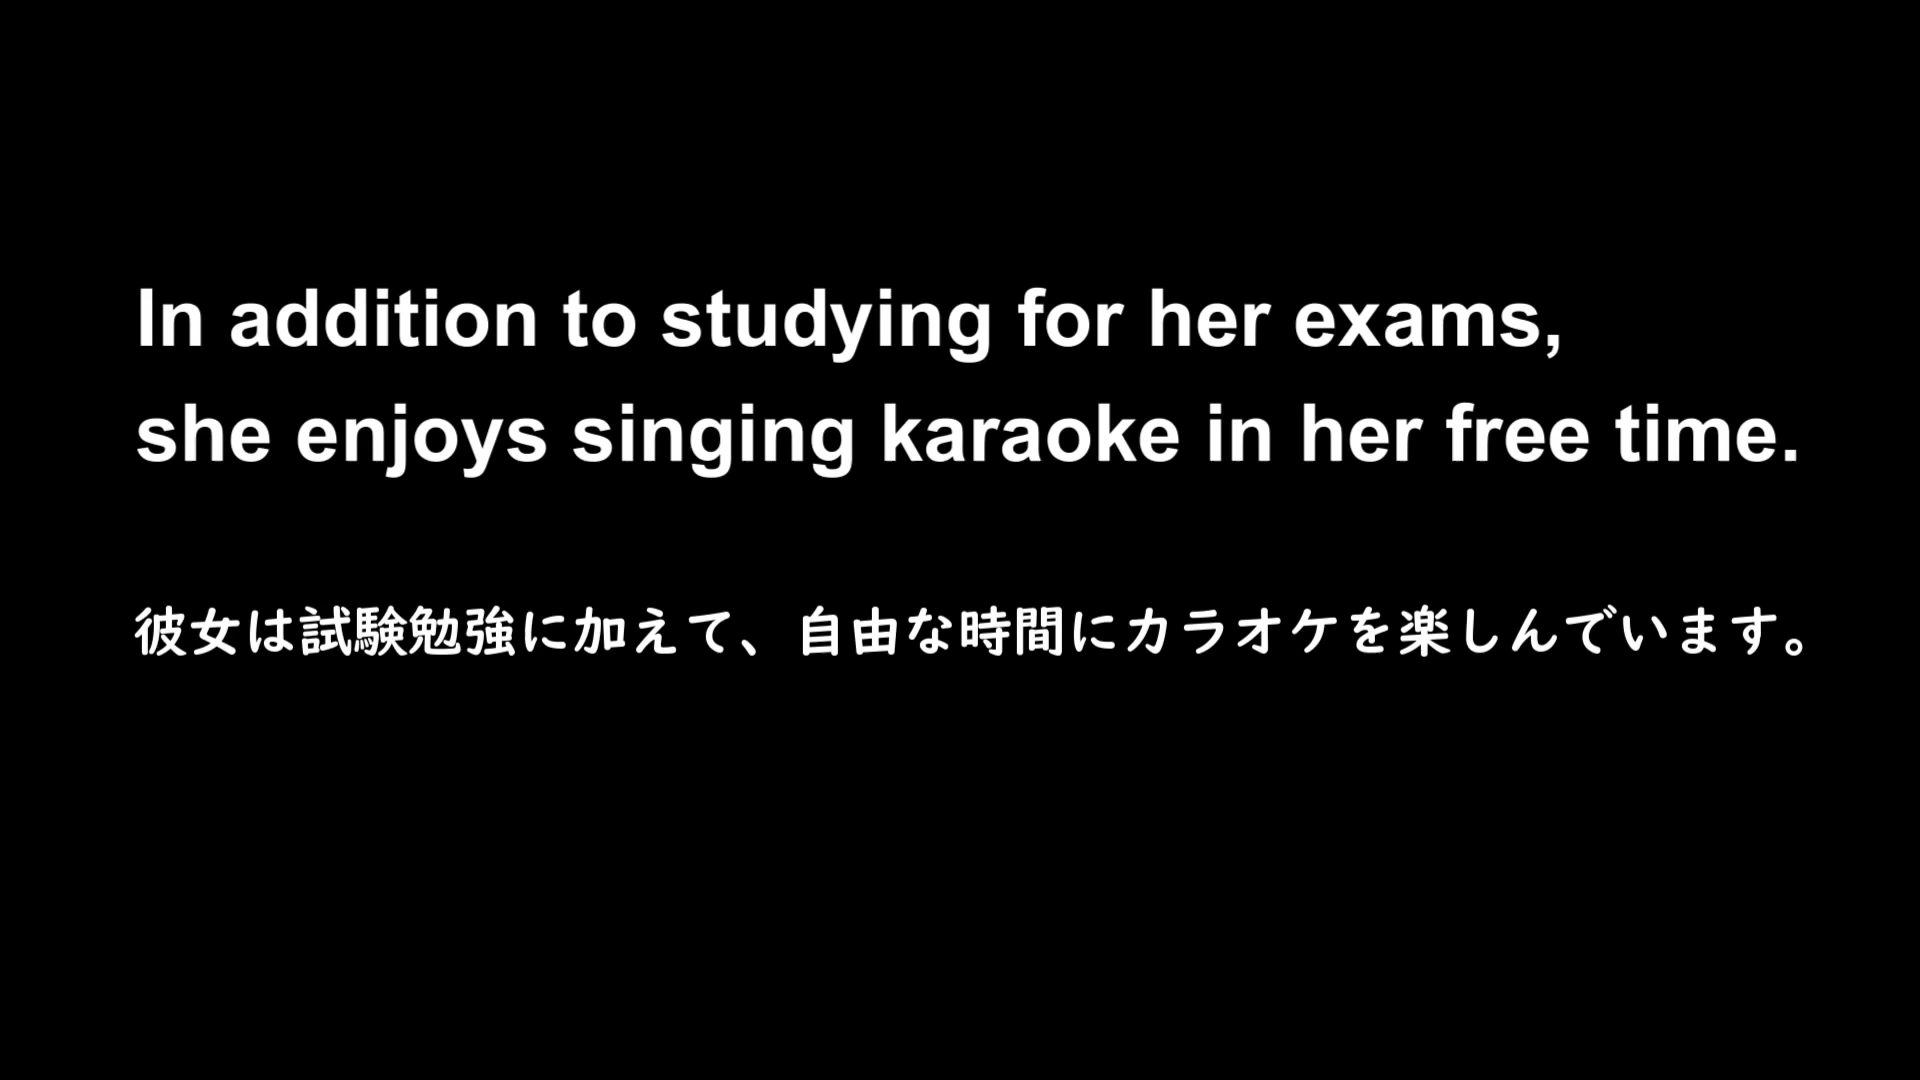 In addition to studying for her exams,
she enjoys singing karaoke in her free time.
彼女は試験勉強に加えて、自由な時間にカラオケを楽しんでいます。